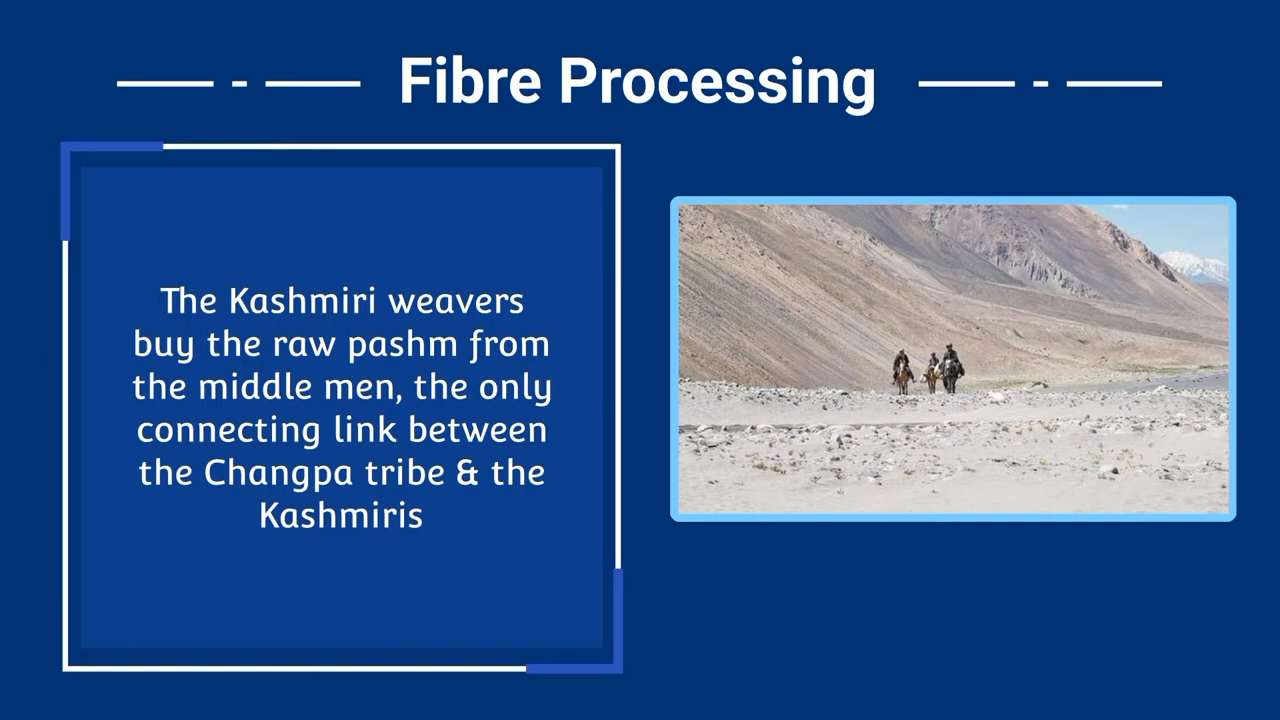 Fibre Processing
The Kashmiri weavers
buy the raw pashm from
the middle men, the only
connecting link between
the Changpa tribe & the
Kashmiris